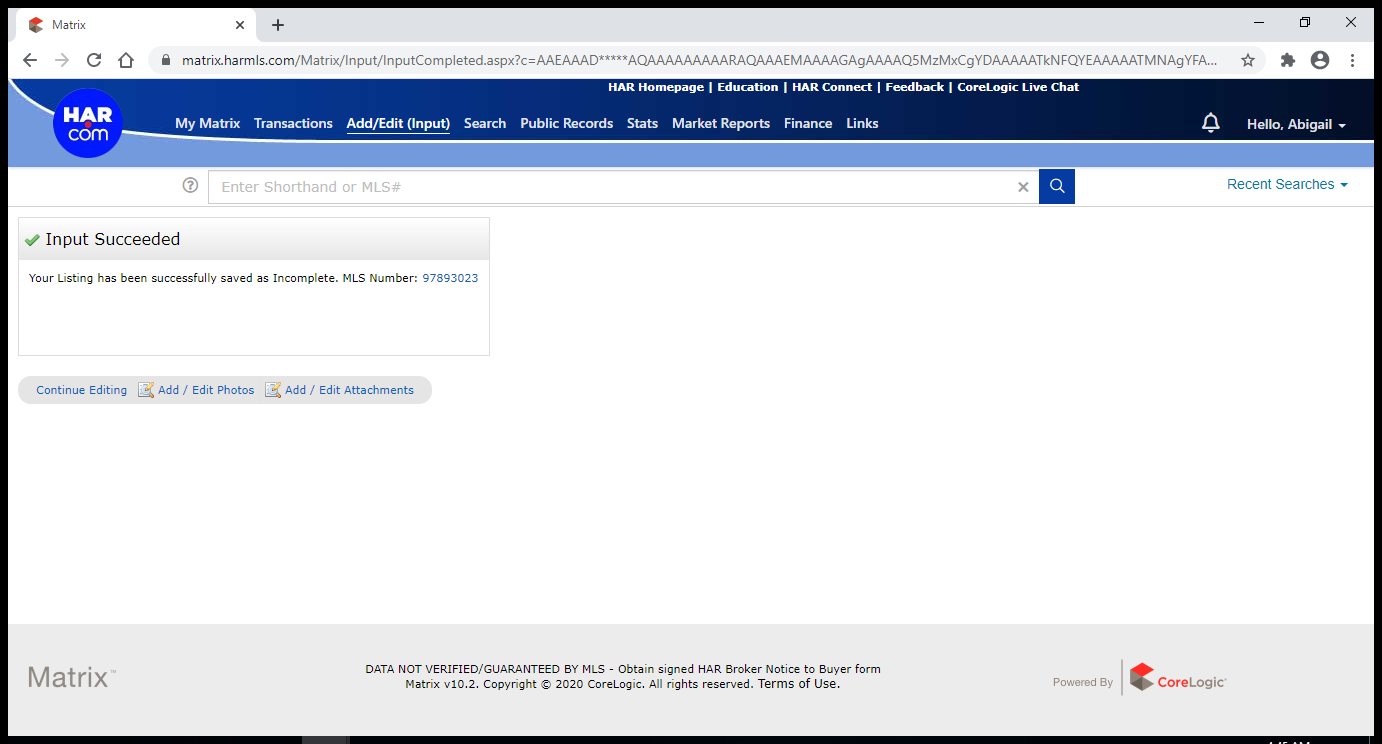 Matrix
matrix.harmls.com/Matrix/Input/InputCompleted.aspx?c=AAEAAAD*****AQAAAAAAAAARAQAAAEMAAAAGAgAAAAQ5MzMxCgYDAAAAATkNFQYEAAAAATMNAgYFA...
HAR Homepage | Education | HAR Connect | Feedback | CoreLogic Live Chat
HAR
com
My Matrix Transactions Add/Edit (Input) Search Public Records Stats Market Reports Finance Links
Hello, Abigail
Enter Shorthand or MLS#
Recent Searches
Input Succeeded
Your Listing has been successfully saved as Incomplete. MLS Number: 97893023
Continue Editing Add / Edit Photos Add / Edit Attachments
Matrix™
DATA NOT VERIFIED/GUARANTEED BY MLS - Obtain signed HAR Broker Notice to Buyer form
Matrix v10.2. Copyright © 2020 CoreLogic. All rights reserved. Terms of Use.
Powered By
CoreLogic